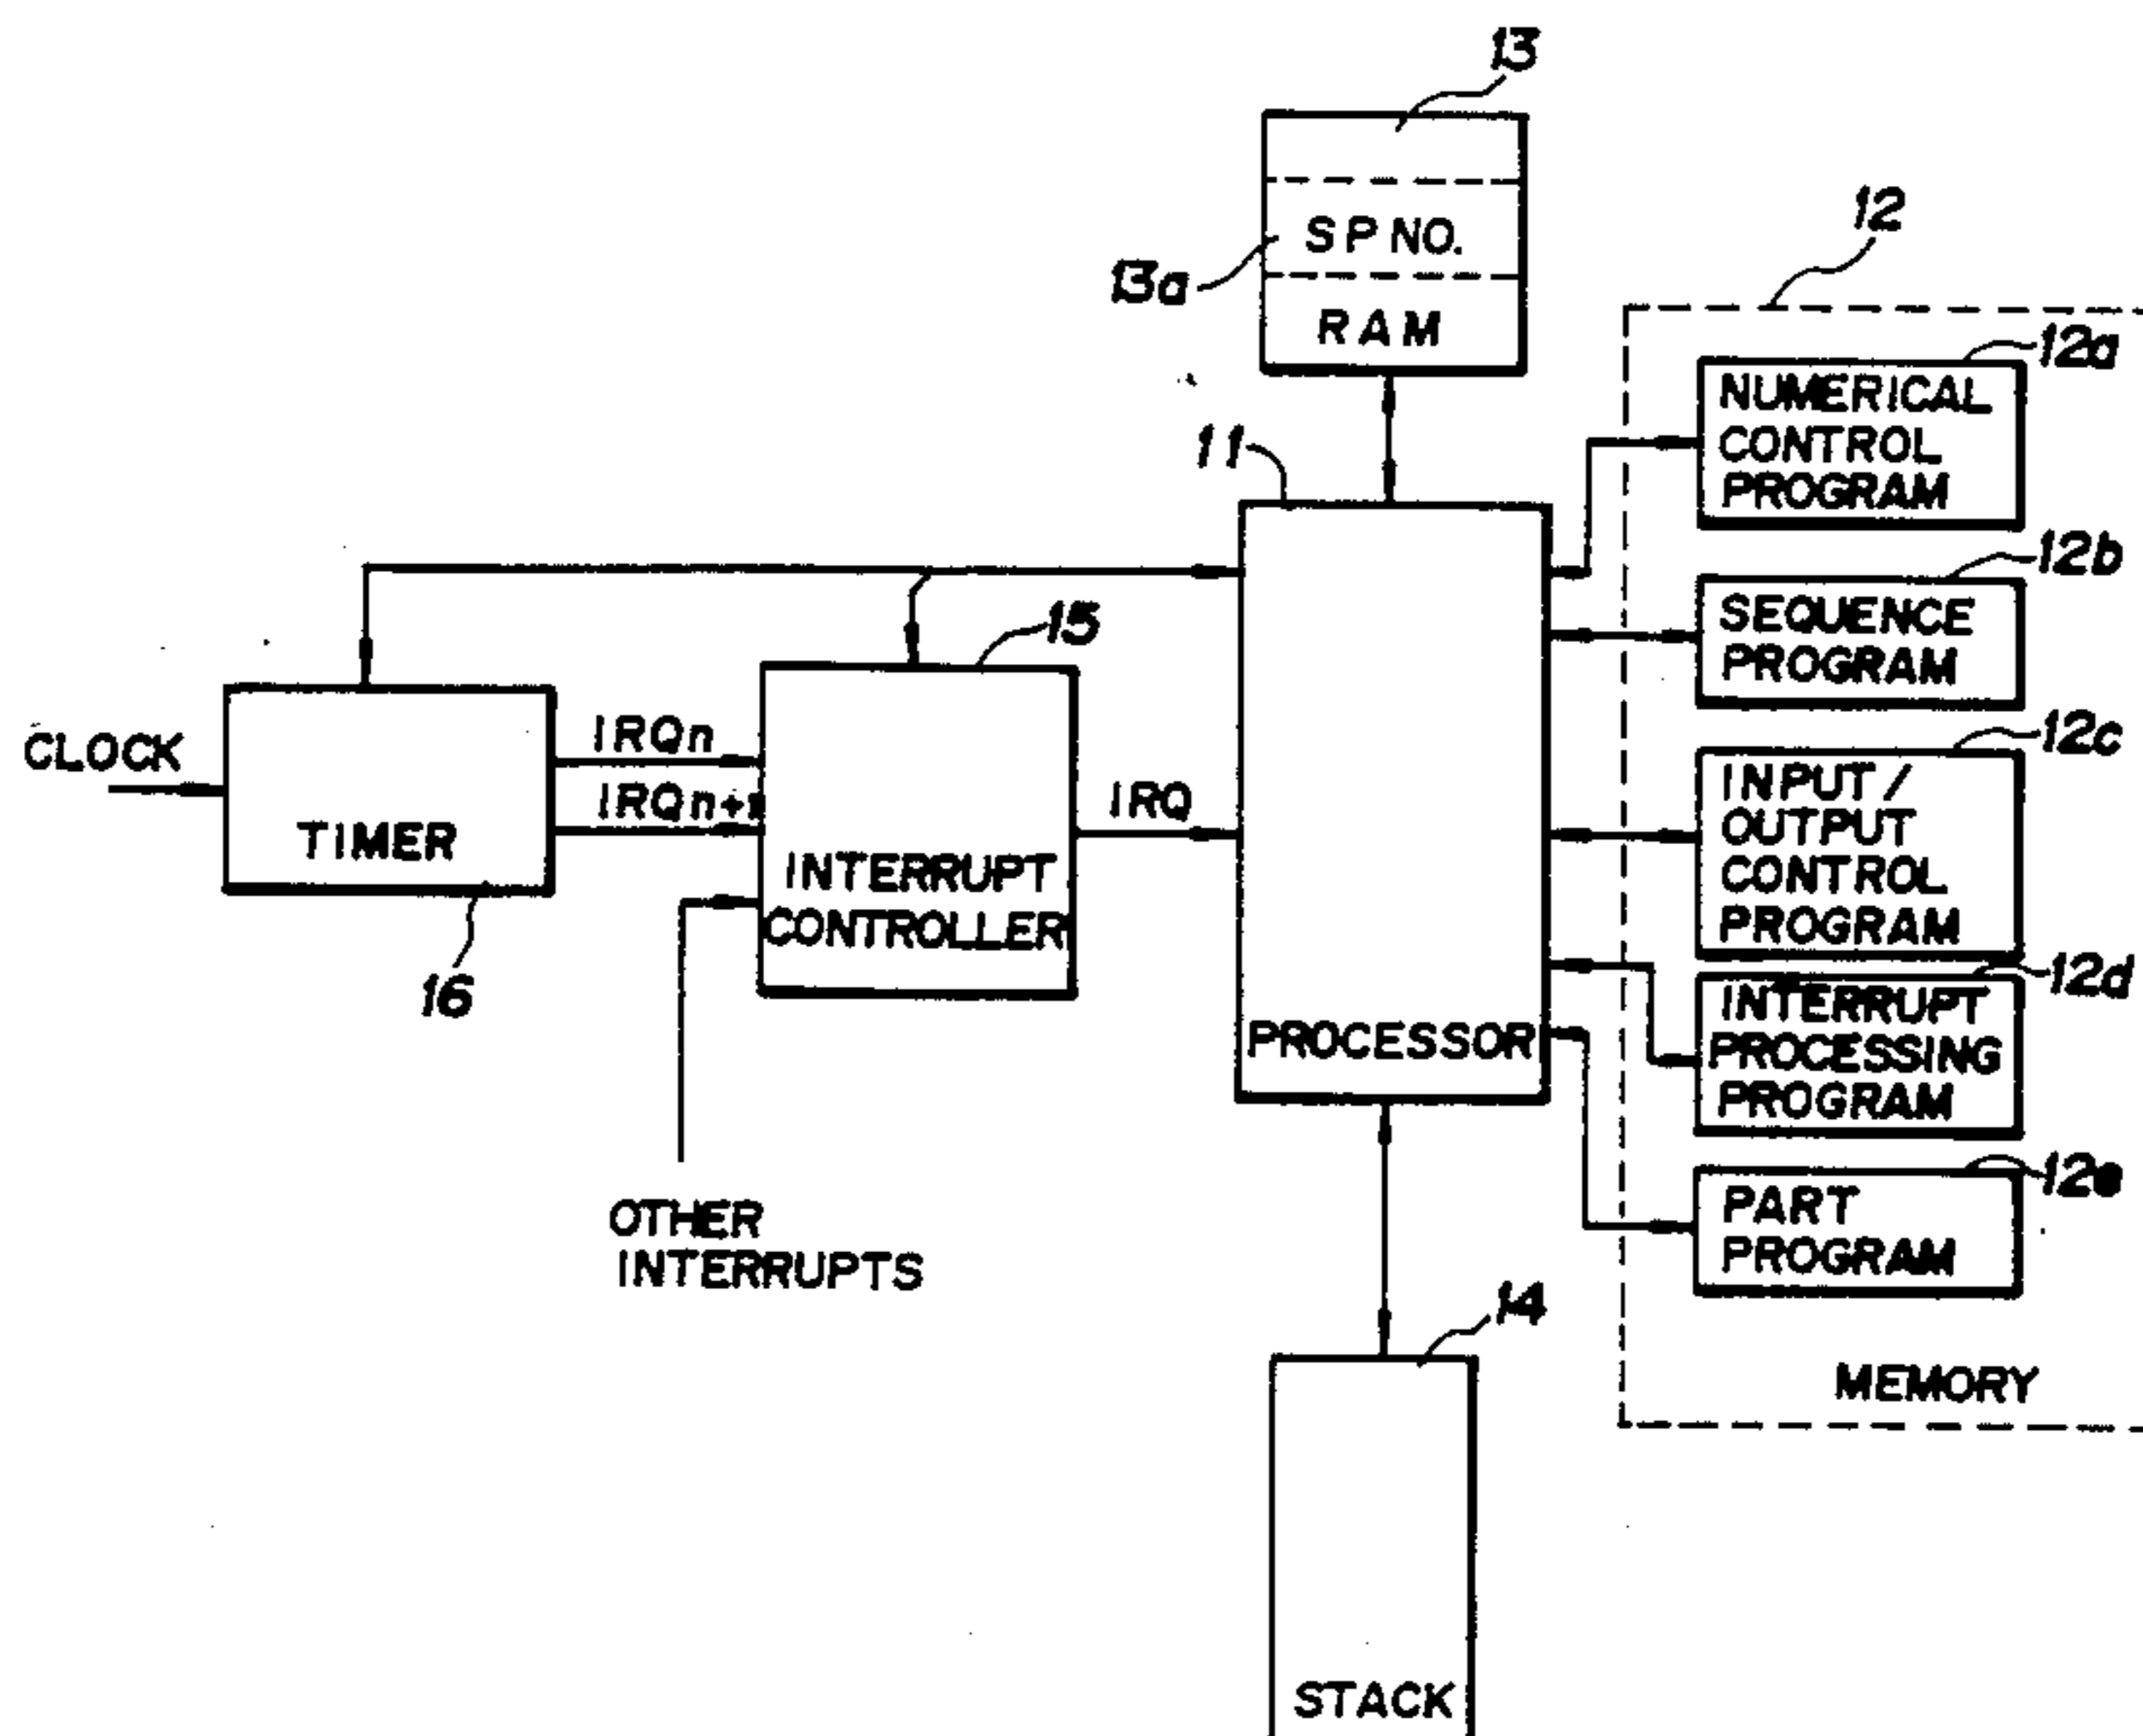 13
SP NO.
13a
RAM
12
12a
NUMERICAL
CONTROL
PROGRAM
11
12b
SEQUENCE
PROGRAM
15
12c
INPUT/
OUTPUT
CONTROL
PROGRAM
CLOCK
IRQn
TIMER
16
INTERRUPT
CONTROLLER
IRQ
PROCESSOR
12d
INTERRUPT
PROCESSING
PROGRAM
OTHER
INTERRUPTS
12e
PART
PROGRAM
MEMORY
14
STACK